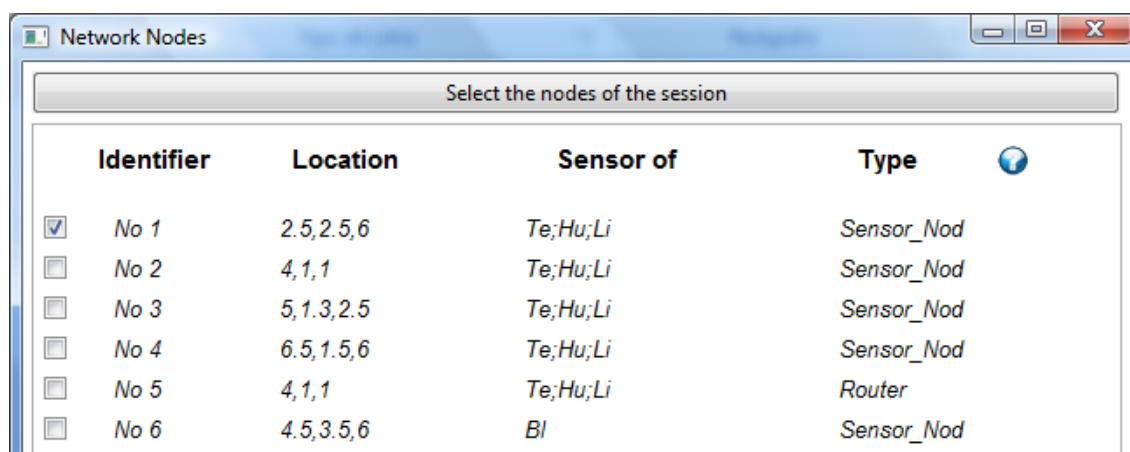 Network Nodes
Select the nodes of the session
Identifier Location Sensor of Type ?
No 1 2.5,2.5,6 Te;Hu;Li Sensor_Nod
No 2 4,1,1 Te;Hu;Li Sensor_Nod
No 3 5,1.3,2.5 Te;Hu;Li Sensor_Nod
No 4 6.5,1.5,6 Te;Hu;Li Sensor_Nod
No 5 4,1,1 Te;Hu;Li Router
No 6 4.5,3.5,6 Bl Sensor_Nod